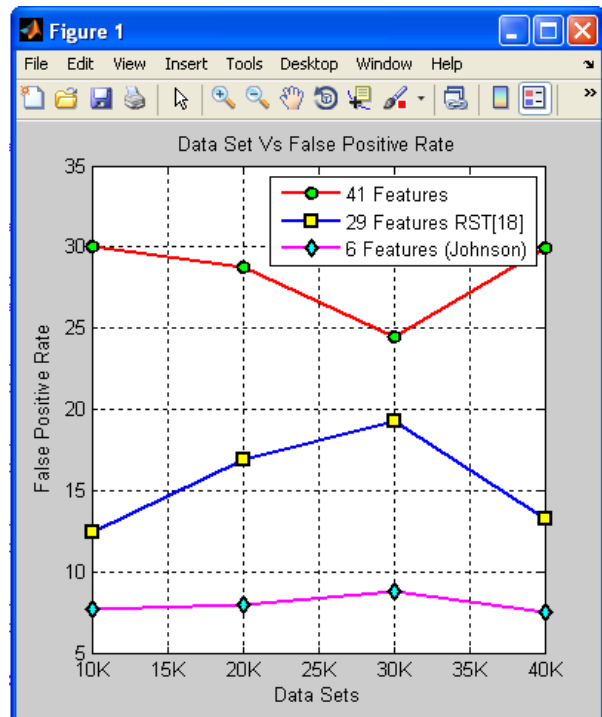 Figure 1
File Edit View Insert Tools Desktop Window Help
Data Set Vs False Positive Rate
41 Features
29 Features RST[18]
6 Features (Johnson)
35
30
25
20
15
10
5
False Positive Rate
10K 15K 20K 25K 30K 35K 40K
Data Sets